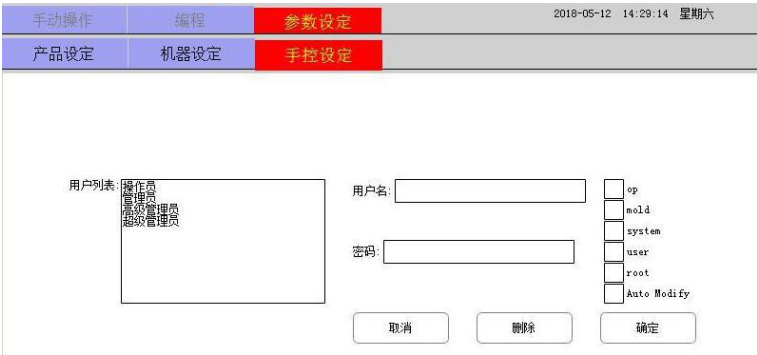 手动操作 编程 参数设定 2018-05-12 14:29:14 星期六
产品设定 机器设定 手控设定
用户列表:
操作员
管理员
高级管理员
超级管理员
用户名:
密码:
op
mold
system
user
root
Auto Modify
取消 删除 确定